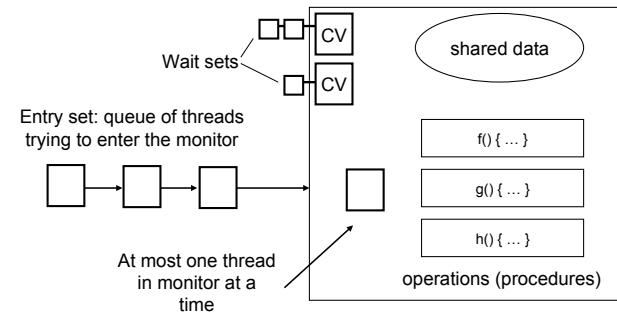 CV
shared data
Wait sets
CV
Entry set: queue of threads
trying to enter the monitor
f() { … }
g() { … }
h() { … }
At most one thread
in monitor at a
time
operations (procedures)